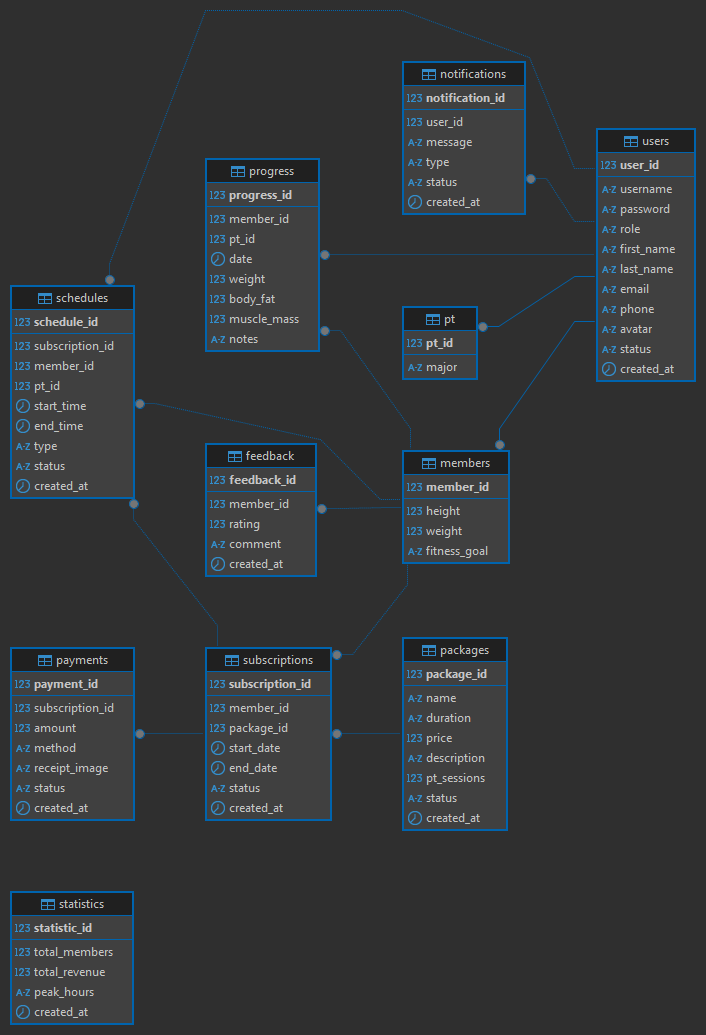 notifications
123 notification_id
123 user_id
A-Z message
A-Z type
A-Z status
created_at
users
123 user_id
A-Z username
A-Z password
A-Z role
A-Z first_name
A-Z last_name
A-Z email
A-Z phone
A-Z avatar
A-Z status
created_at
progress
123 progress_id
123 member_id
123 pt_id
date
123 weight
123 body_fat
123 muscle_mass
A-Z notes
schedules
123 schedule_id
123 subscription_id
123 member_id
123 pt_id
start_time
end_time
A-Z type
A-Z status
created_at
pt
123 pt_id
A-Z major
feedback
123 feedback_id
123 member_id
123 rating
A-Z comment
created_at
members
123 member_id
123 height
123 weight
A-Z fitness_goal
payments
123 payment_id
123 subscription_id
123 amount
A-Z method
A-Z receipt_image
A-Z status
created_at
subscriptions
123 subscription_id
123 member_id
123 package_id
start_date
end_date
A-Z status
created_at
packages
123 package_id
A-Z name
A-Z duration
123 price
A-Z description
123 pt_sessions
A-Z status
created_at
statistics
123 statistic_id
123 total_members
123 total_revenue
A-Z peak_hours
created_at